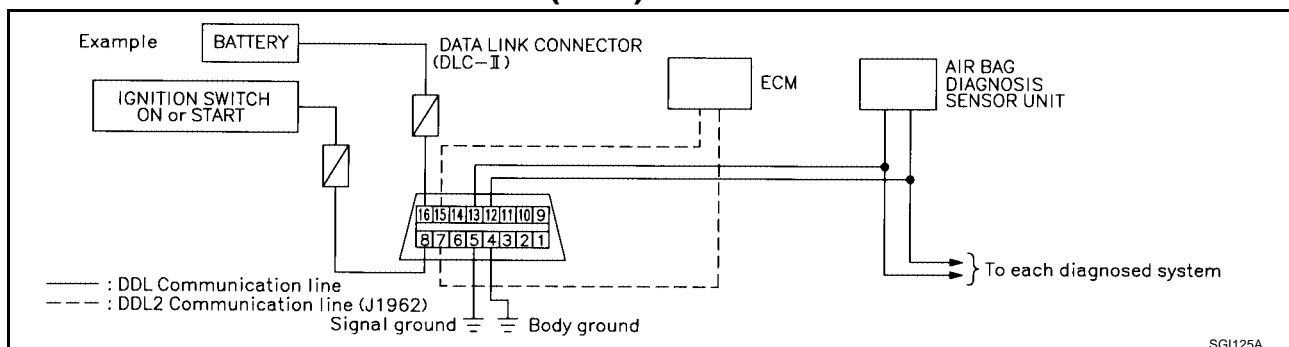 Example
BATTERY
DATA LINK CONNECTOR
(DLC-II)
ECM
AIR BAG
DIAGNOSIS
SENSOR UNIT
IGNITION SWITCH
ON or START
16 15 14 13 12 11 10 9
8 7 6 5 4 3 2 1
To each diagnosed system
: DDL Communication line
: DDL2 Communication line (J1962)
Signal ground
Body ground
SGI125A